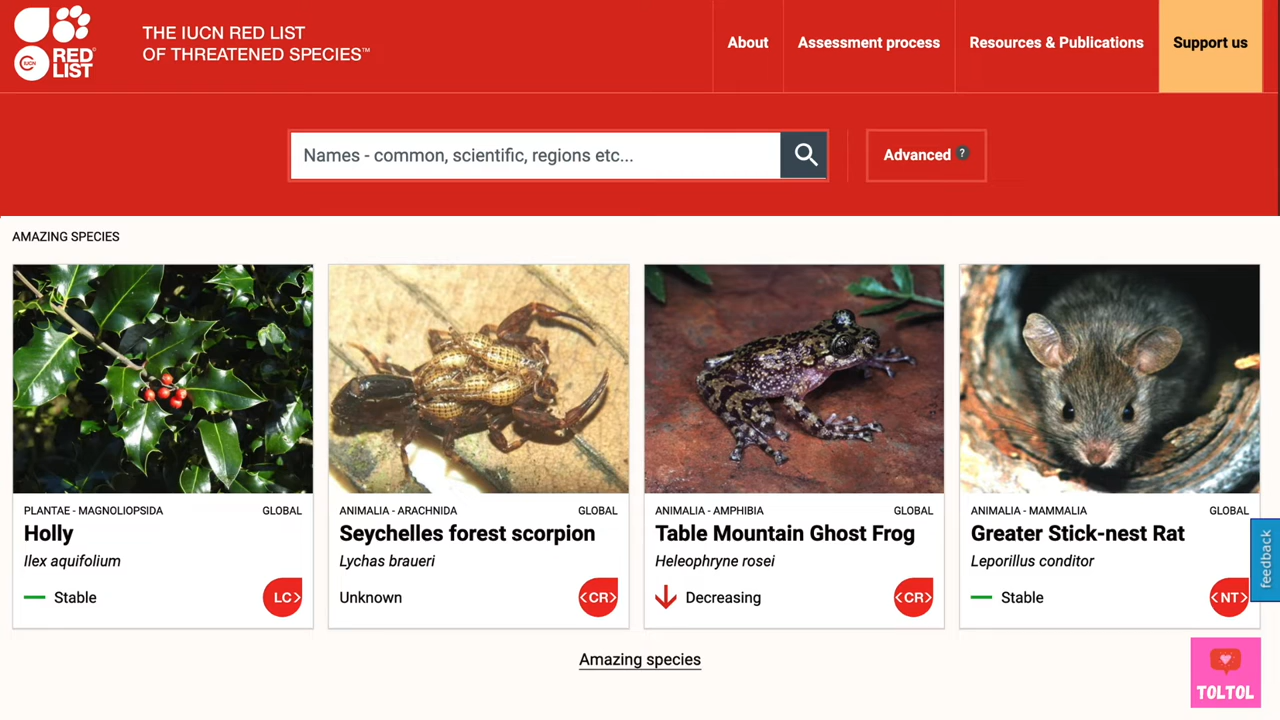 RED
LIST
IUCN
THE IUCN RED LIST
OF THREATENED SPECIES™
About
Assessment process
Resources & Publications
Support us
Names - common, scientific, regions etc...
Advanced ?
AMAZING SPECIES
PLANTAE - MAGNOLIOPSIDA GLOBAL
Holly
Ilex aquifolium
Stable LC>
ANIMALIA - ARACHNIDA GLOBAL
Seychelles forest scorpion
Lychas braueri
Unknown <CR>
ANIMALIA - AMPHIBIA GLOBAL
Table Mountain Ghost Frog
Heleophryne rosei
Decreasing <CR>
ANIMALIA - MAMMALIA GLOBAL
Greater Stick-nest Rat
Leporillus conditor
Stable <NT>
feedback
Amazing species
TOLTOL